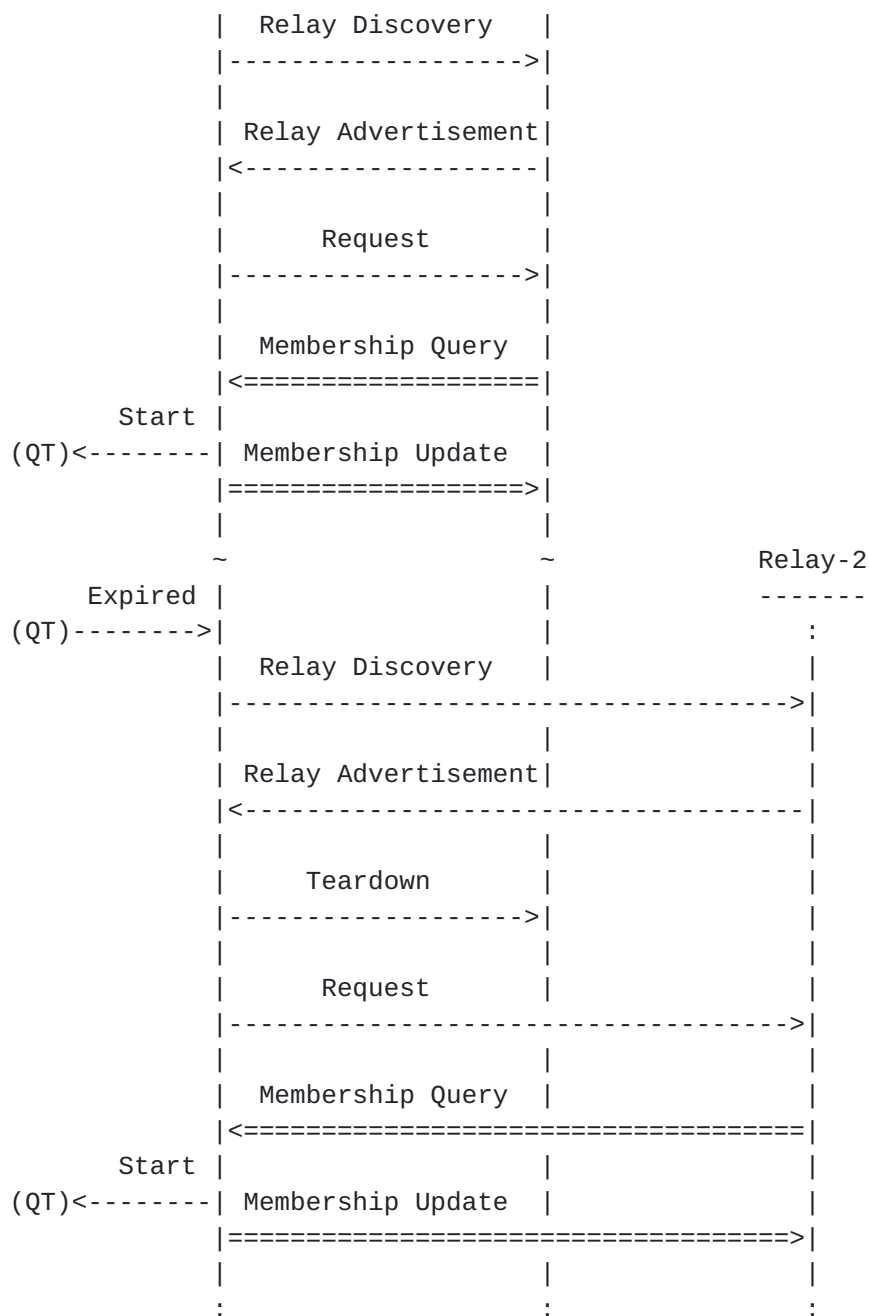 | Relay Discovery |
|------------------->|
| |
| Relay Advertisement|
|<-------------------|
| |
| Request |
|------------------->|
| |
| Membership Query |
|<===================|
Start | |
(QT)<---------| Membership Update |
|===================>|
| |
~ ~ Relay-2
Expired | | -------
(QT)-------->| | :
| Relay Discovery | |
|------------------------------------>|
| | |
| Relay Advertisement| |
|<------------------------------------|
| | |
| Teardown | |
|------------------->| |
| | |
| Request | |
|------------------------------------>|
| | |
| Membership Query | |
|<====================================|
Start | | |
(QT)<--------| Membership Update | |
|====================================>|
| | |
: : :